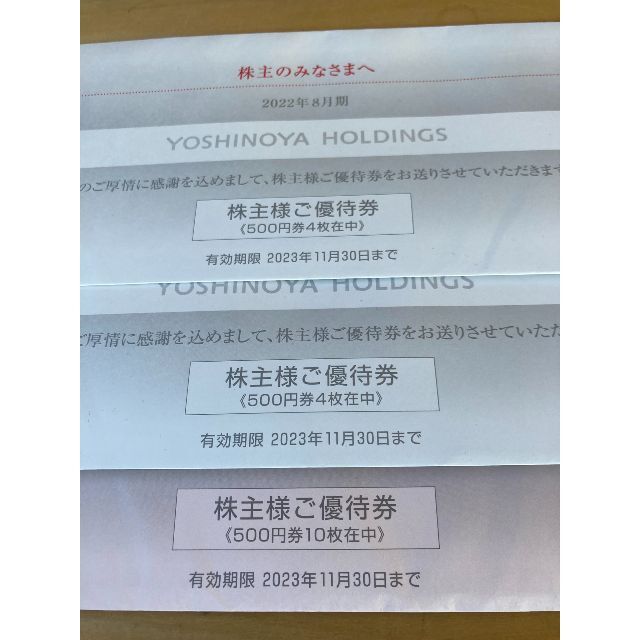 株主のみなさまへ
2022年8月期
YOSHINOYA HOLDINGS
のご厚情に感謝を込めまして、株主様ご優待券をお送りさせていただきます
株主様ご優待券
《500円券4枚在中》
有効期限 2023年11月30日まで
YOSHINOYA HOLDINGS
ご厚情に感謝を込めまして、株主様ご優待券をお送りさせていただ
株主様ご優待券
《500円券4枚在中》
有効期限 2023年11月30日まで
株主様ご優待券
《500円券10枚在中》
有効期限 2023年11月30日まで